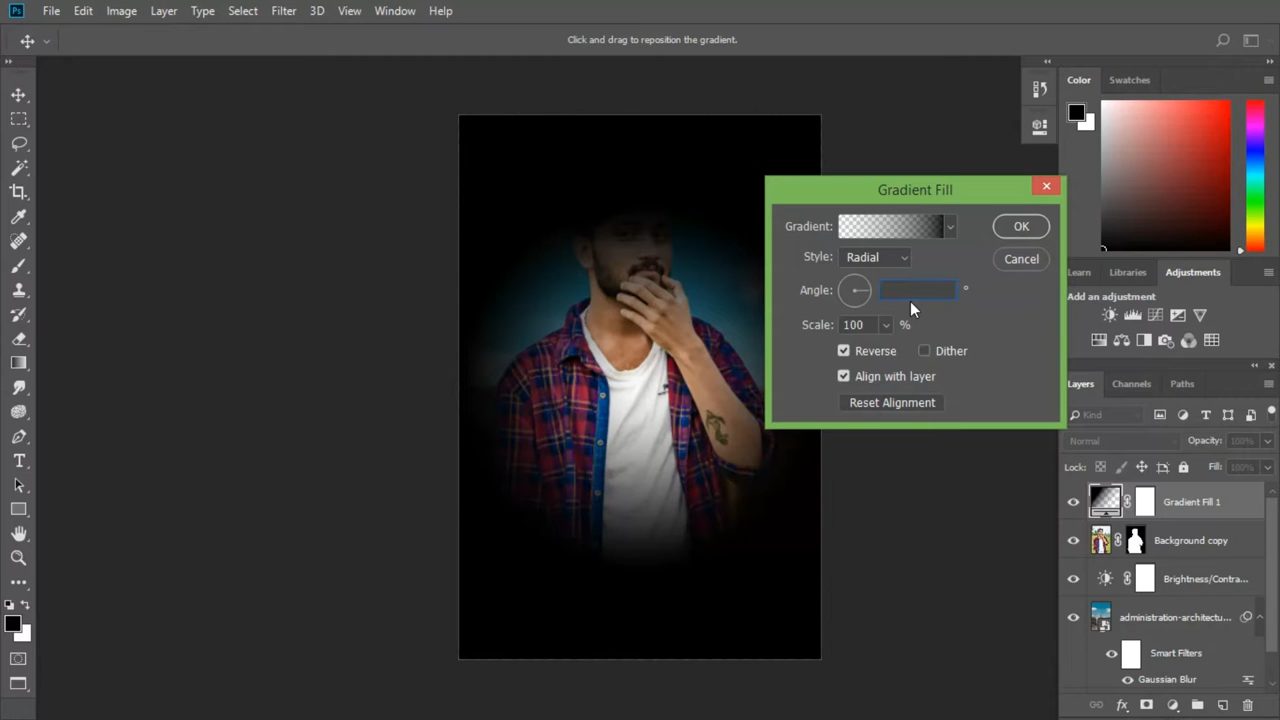 Ps File Edit Image Layer Type Select Filter 3D View Window Help
Click and drag to reposition the gradient.
Color Swatches
Gradient Fill
Gradient: OK
Style: Radial Cancel
Angle: °
Scale: 100 %
Reverse Dither
Align with layer
Reset Alignment
Learn Libraries Adjustments
Add an adjustment
Layers Channels Paths
Kind
Normal Opacity: 100%
Lock: Fill: 100%
Gradient Fill 1
Background copy
Brightness/Contra...
administration-architectu...
Smart Filters
Gaussian Blur
fx